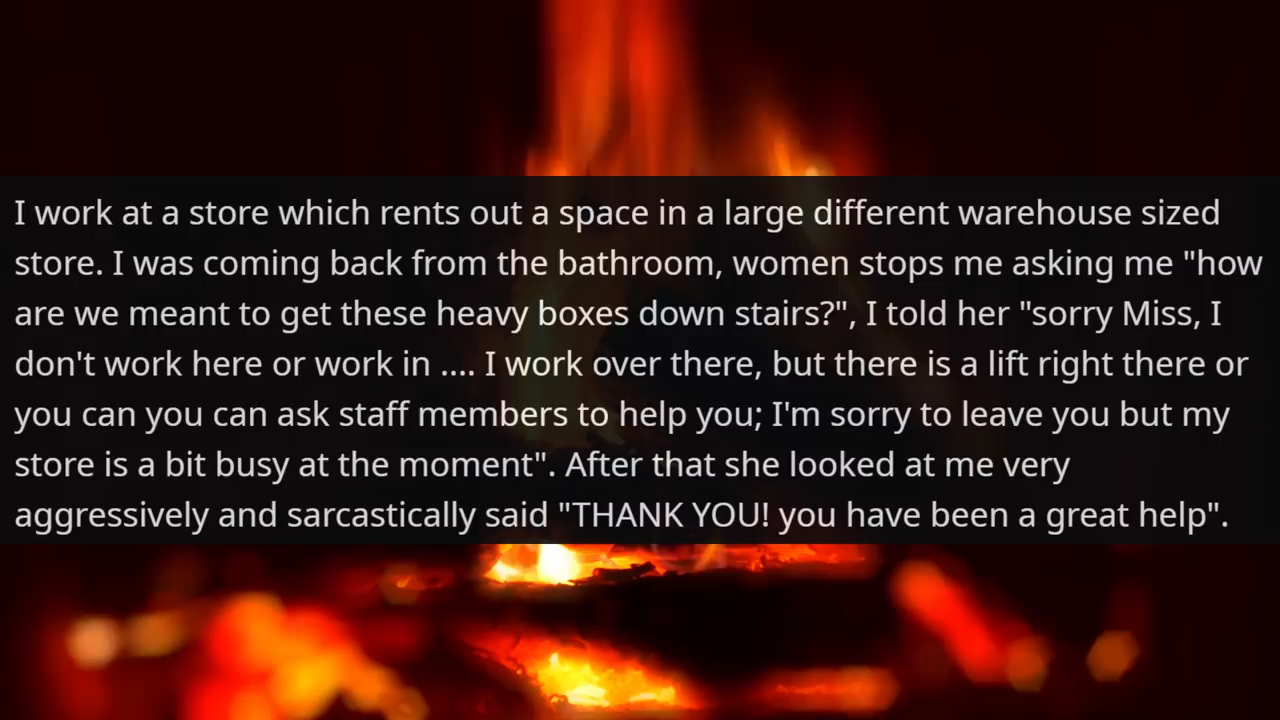 I work at a store which rents out a space in a large different warehouse sized
store. I was coming back from the bathroom, women stops me asking me "how
are we meant to get these heavy boxes down stairs?", I told her "sorry Miss, I
don't work here or work in .... I work over there, but there is a lift right there or
you can you can ask staff members to help you; I'm sorry to leave you but my
store is a bit busy at the moment". After that she looked at me very
aggressively and sarcastically said "THANK YOU! you have been a great help".